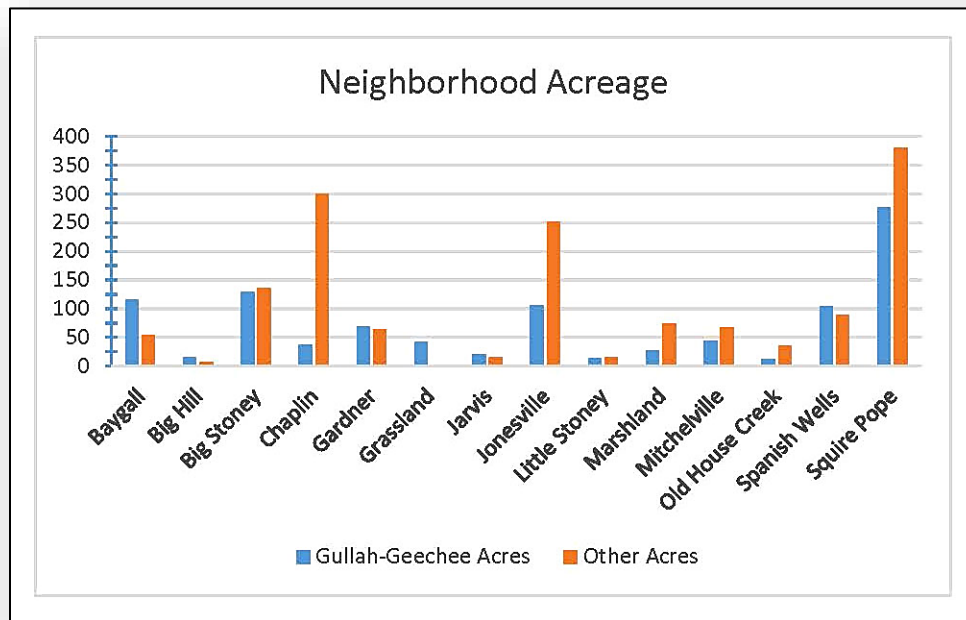 Neighborhood Acreage
400
350
300
250
200
150
100
50
0
Baygall
Big Hill
Big Stoney
Chaplin
Gardner
Grassland
Jarvis
Jonesville
Little Stoney
Marshland
Mitchelville
Old House Creek
Spanish Wells
Squire Pope
Gullah-Geechee Acres
Other Acres